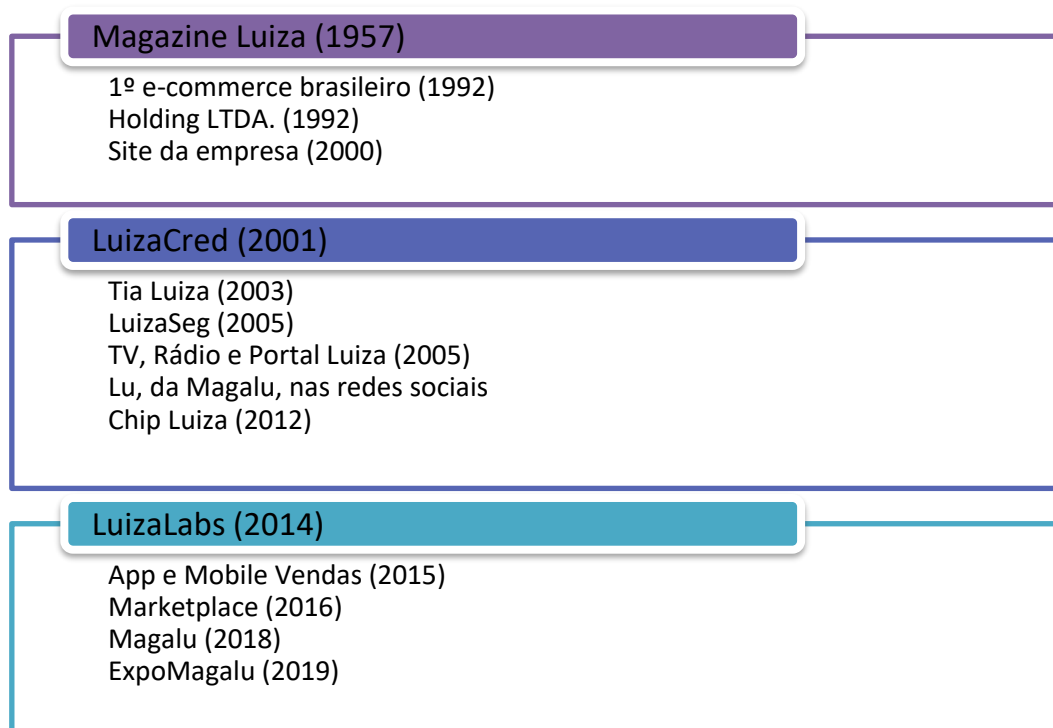 Magazine Luiza (1957)
1º e-commerce brasileiro (1992)
Holding LTDA. (1992)
Site da empresa (2000)
LuizaCred (2001)
Tia Luiza (2003)
LuizaSeg (2005)
TV, Rádio e Portal Luiza (2005)
Lu, da Magalu, nas redes sociais
Chip Luiza (2012)
LuizaLabs (2014)
App e Mobile Vendas (2015)
Marketplace (2016)
Magalu (2018)
ExpoMagalu (2019)